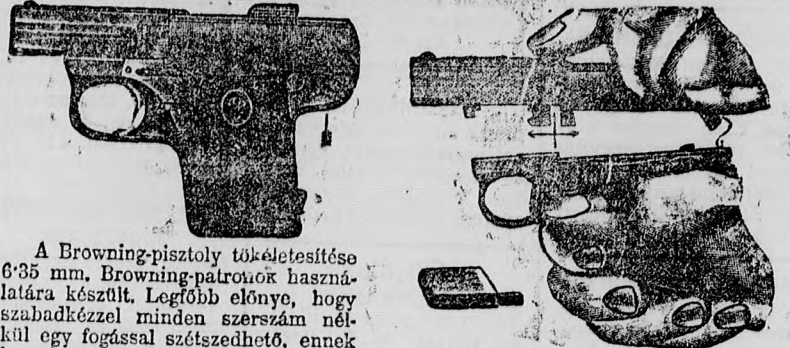 A Browning-pisztoly tökéletesítése
6·35 mm. Browning-patronok haszná-
latára készült. Legfőbb előnye, hogy
szabadkézzel minden szerszám nél-
kül egy fogással szétszedhető, ennek